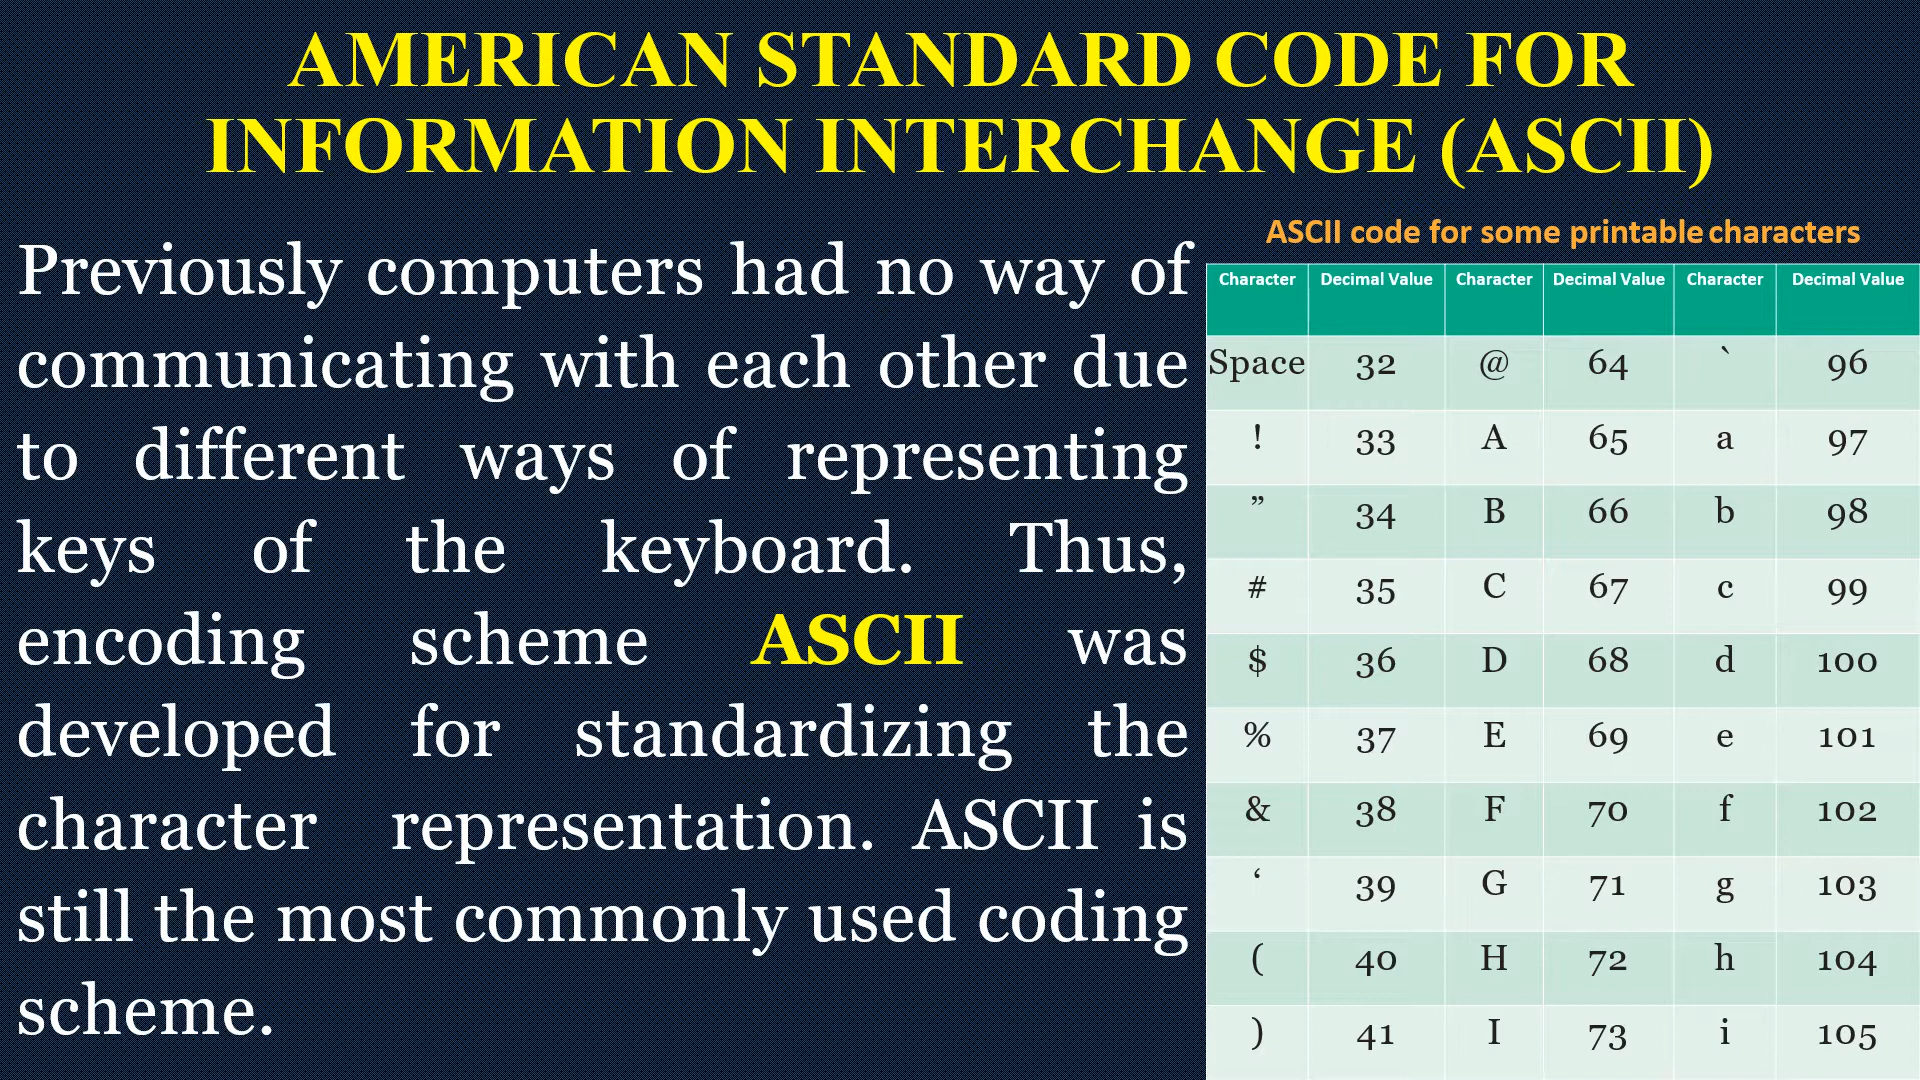 AMERICAN STANDARD CODE FOR
INFORMATION INTERCHANGE (ASCII)
Previously computers had no way of
communicating with each other due
to different ways of representing
keys of the keyboard. Thus,
encoding scheme ASCII was
developed for standardizing the
character representation. ASCII is
still the most commonly used coding
scheme.
ASCII code for some printable characters
Character Decimal Value Character Decimal Value Character Decimal Value
Space 32 @ 64 ` 96
! 33 A 65 a 97
” 34 B 66 b 98
# 35 C 67 c 99
$ 36 D 68 d 100
% 37 E 69 e 101
& 38 F 70 f 102
‘ 39 G 71 g 103
( 40 H 72 h 104
) 41 I 73 i 105